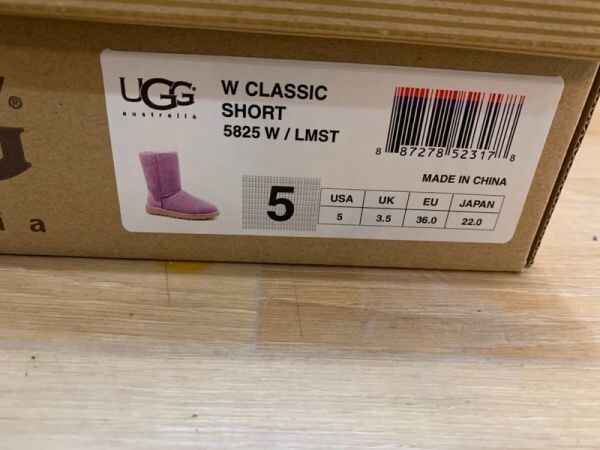 UGG
australia
W CLASSIC
SHORT
5825 W / LMST
8 87278 52317 8
MADE IN CHINA
5
USA UK EU JAPAN
5 3.5 36.0 22.0
®
ia